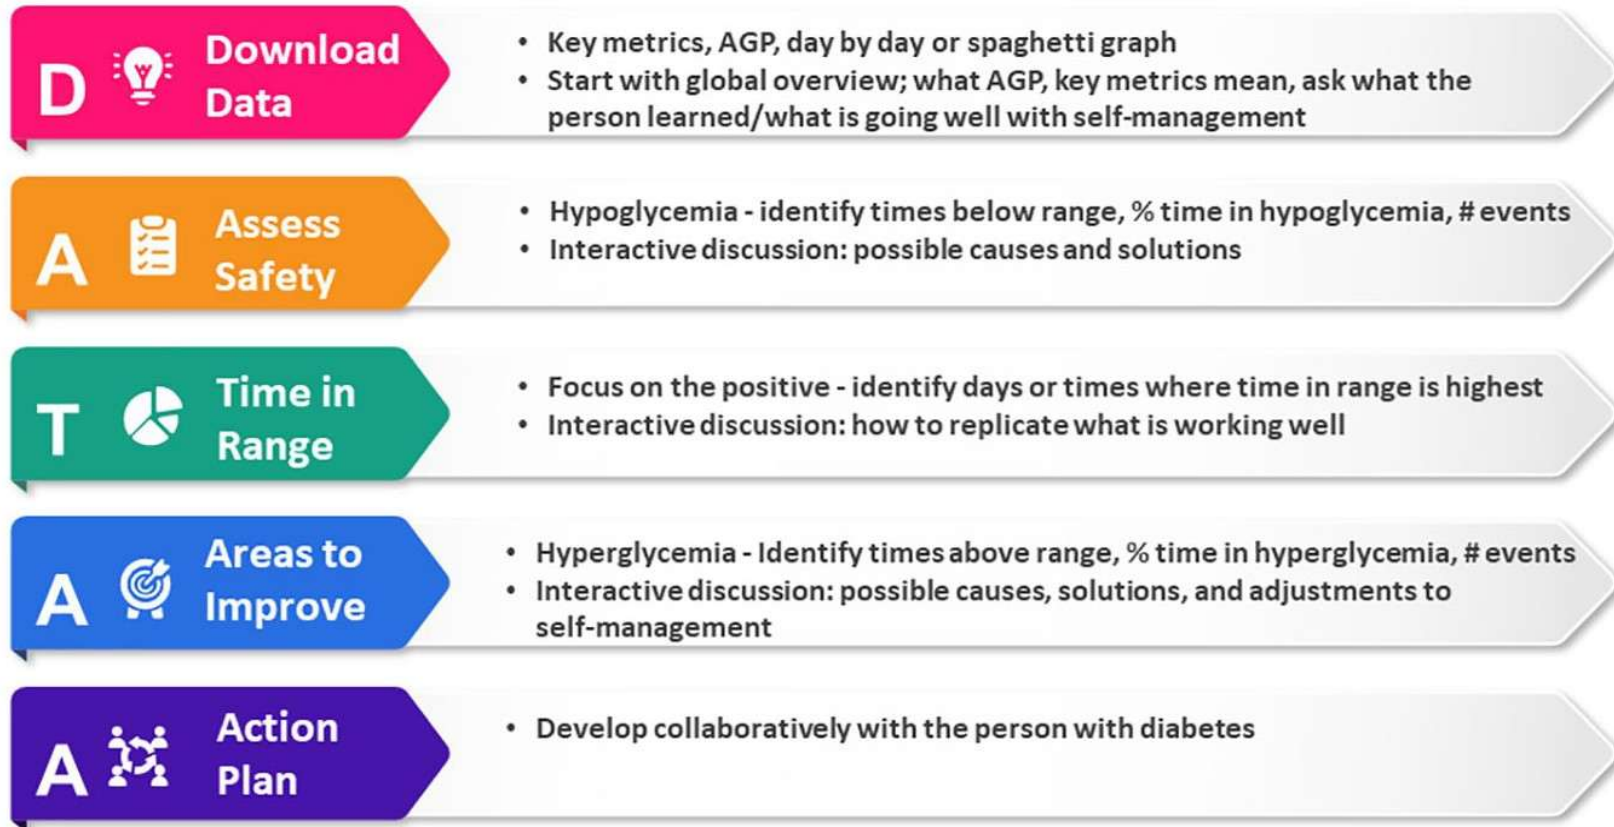 D
Download
Data
• Key metrics, AGP, day by day or spaghetti graph
• Start with global overview; what AGP, key metrics mean, ask what the
person learned/what is going well with self-management
A
Assess
Safety
• Hypoglycemia - identify times below range, % time in hypoglycemia, # events
• Interactive discussion: possible causes and solutions
T
Time in
Range
• Focus on the positive - identify days or times where time in range is highest
• Interactive discussion: how to replicate what is working well
A
Areas to
Improve
• Hyperglycemia - Identify times above range, % time in hyperglycemia, # events
• Interactive discussion: possible causes, solutions, and adjustments to
self-management
A
Action
Plan
• Develop collaboratively with the person with diabetes